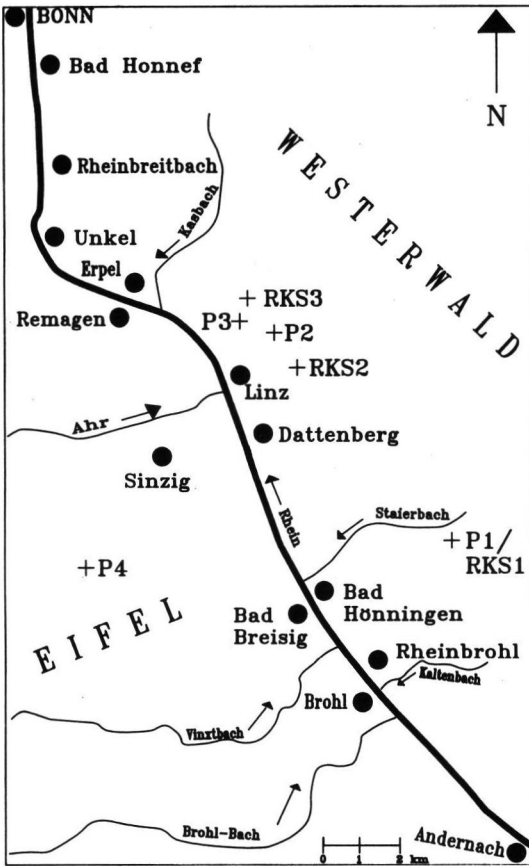 BONN
Bad Honnef
N
WESTERWALD
Rheinbreitbach
Kasbach
Unkel
Erpel
RKS3
Remagen
P3
P2
RKS2
Linz
Ahr
Dattenberg
Sinzig
Rhein
Staierbach
P1/
RKS1
P4
EIFEL
Bad
Hönningen
Bad
Breisig
Rheinbrohl
Kaltenbach
Brohl
Vinxtbach
Brohl-Bach
0 1 2 km
Andernach